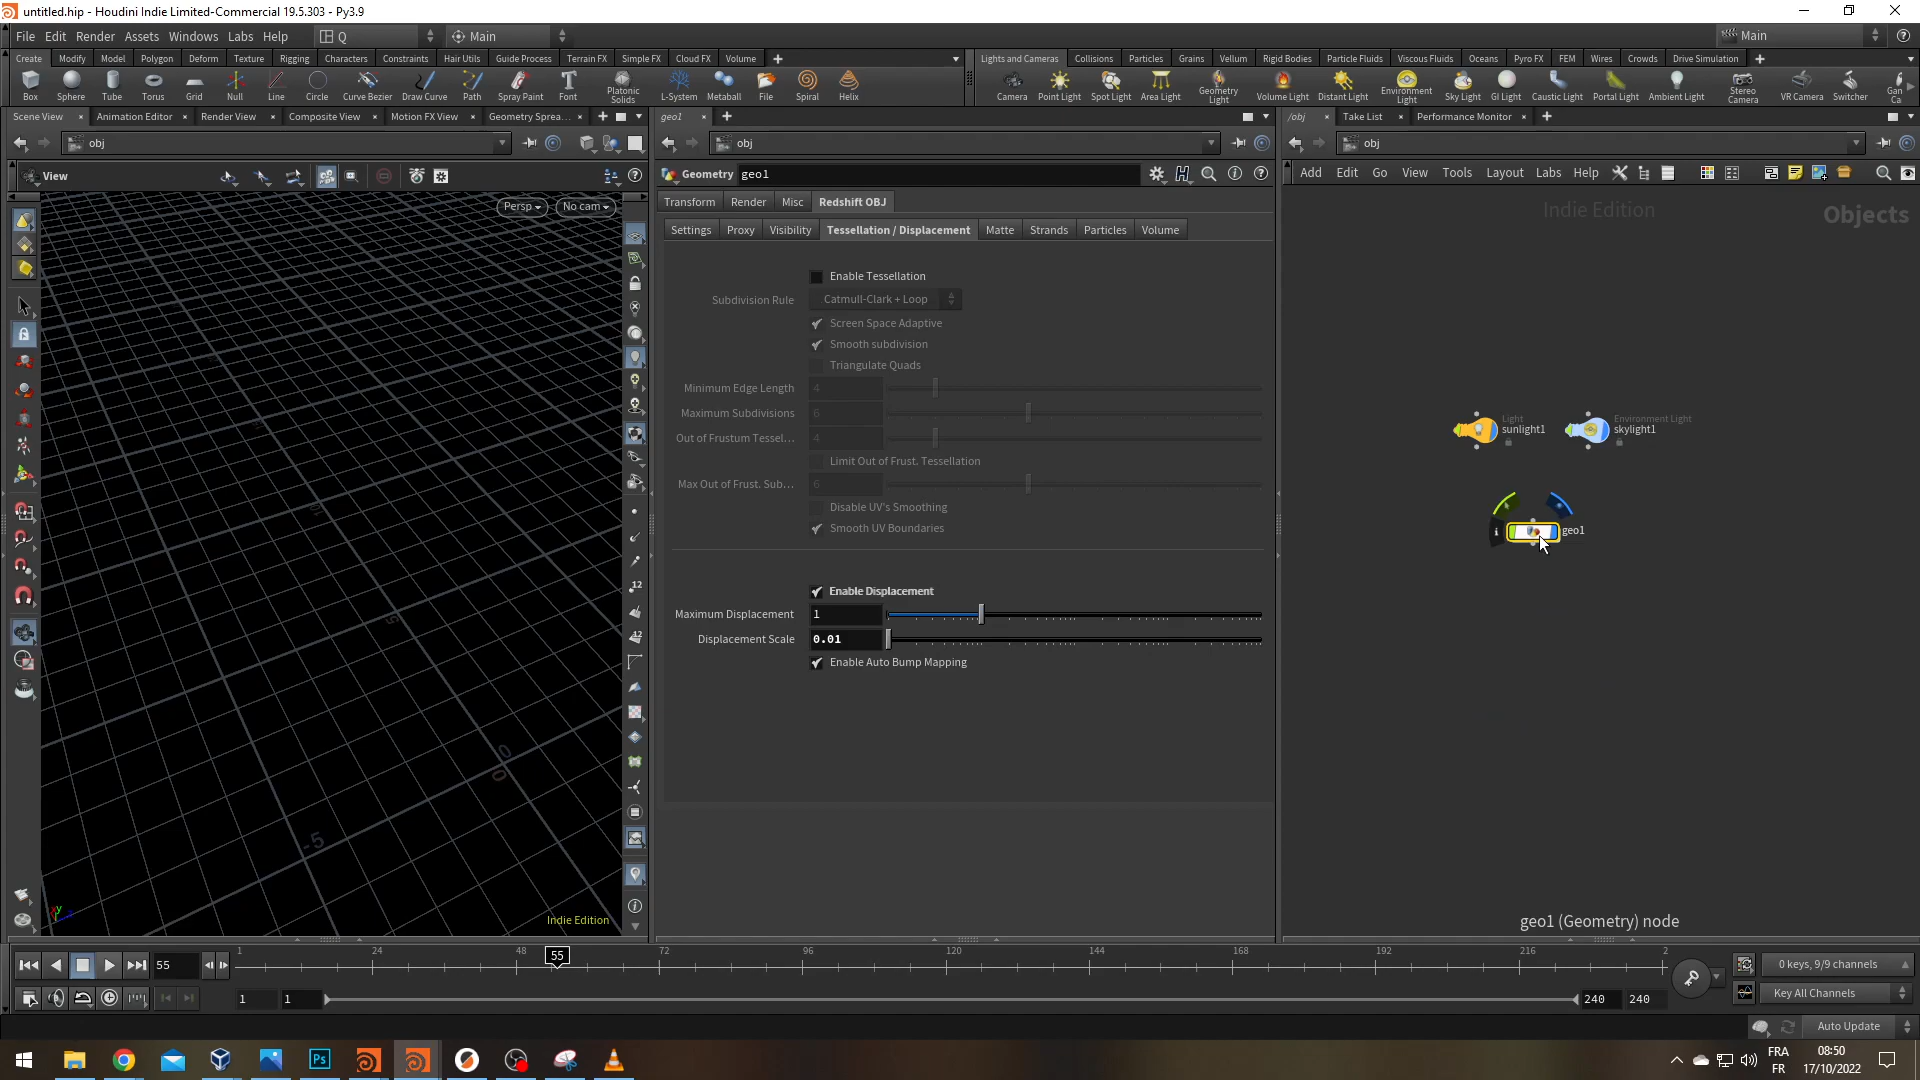 untitled.hip - Houdini Indie Limited-Commercial 19.5.303 - Py3.9
File Edit Render Assets Windows Labs Help Q Main Main
Create Modify Model Polygon Deform Texture Rigging Characters Constraints Hair Utils Guide Process Terrain FX Simple FX Cloud FX Volume
Lights and Cameras Collisions Particles Grains Vellum Rigid Bodies Particle Fluids Viscous Fluids Oceans Pyro FX FEM Wires Crowds Drive Simulation
Box Sphere Tube Torus Grid Null Line Circle Curve Bezier Draw Curve Path Spray Paint Font Platonic Solids L-System Metaball File Spiral Helix
Camera Point Light Spot Light Area Light Geometry Light Volume Light Distant Light Environment Light Sky Light GI Light Caustic Light Portal Light Ambient Light Stereo Camera VR Camera Switcher Gan Ca
Scene View Animation Editor Render View Composite View Motion FX View Geometry Sprea...
geo1
/obj Take List Performance Monitor
obj
obj
obj
View
Geometry geo1
Add Edit Go View Tools Layout Labs Help
Persp No cam
Transform Render Misc Redshift OBJ
Indie Edition
Objects
Settings Proxy Visibility Tessellation / Displacement Matte Strands Particles Volume
Enable Tessellation
Subdivision Rule Catmull-Clark + Loop
Screen Space Adaptive
Smooth subdivision
Triangulate Quads
Minimum Edge Length 4
Maximum Subdivisions 6
Out of Frustum Tessel... 4
Limit Out of Frust. Tessellation
Max Out of Frust. Sub... 6
Disable UV's Smoothing
Smooth UV Boundaries
Enable Displacement
Maximum Displacement 1
Displacement Scale 0.01
Enable Auto Bump Mapping
Light
sunlight1
Environment Light
skylight1
geo1
10
5
0
0
-5
12
12
y
Indie Edition
geo1 (Geometry) node
1 24 48 55 72 96 120 144 168 192 216 2
55
0 keys, 9/9 channels
1 1 240 240
Key All Channels
Auto Update
Ps
FRA
FR
08:50
17/10/2022